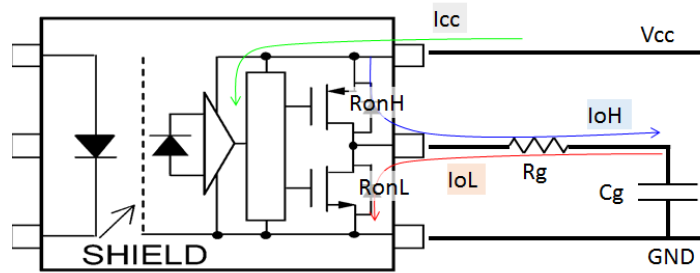 Icc
Vcc
RonH
IoH
RonL
IoL
Rg
Cg
SHIELD
GND